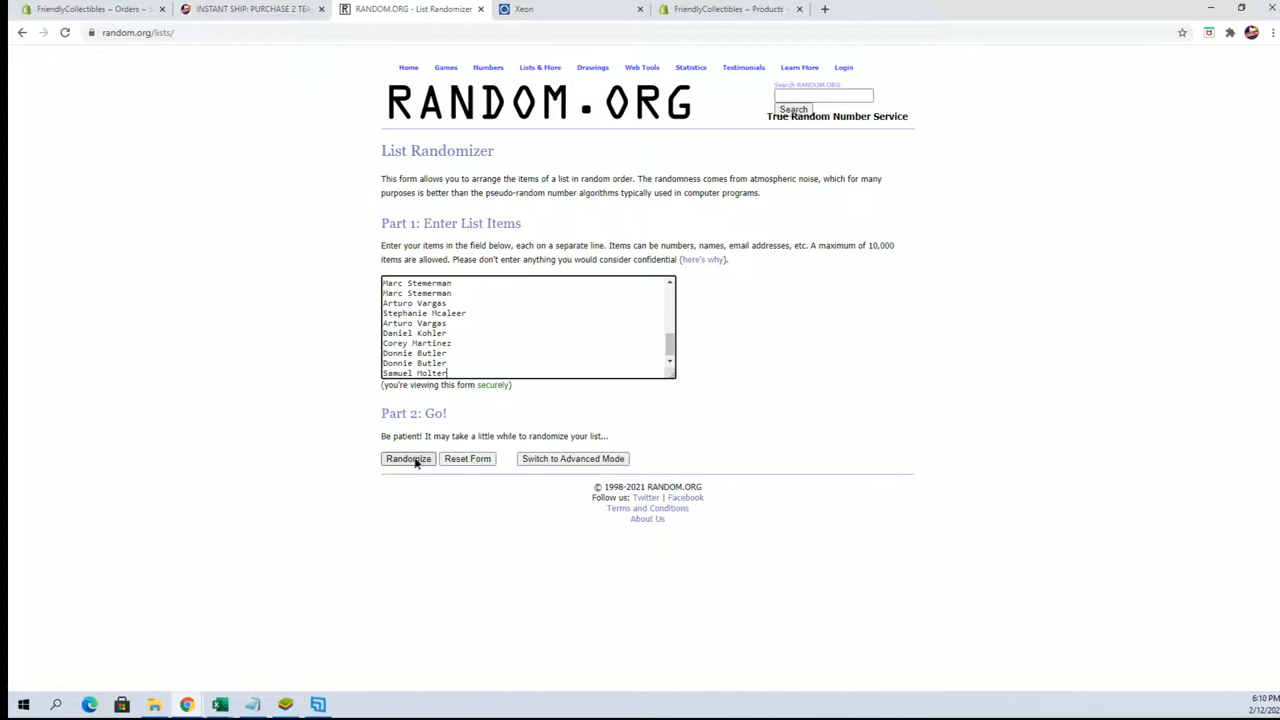 FriendlyCollectibles ~ Orders ~ S
INSTANT SHIP: PURCHASE 2 TEA
RANDOM.ORG - List Randomizer
Xeon
FriendlyCollectibles ~ Products ~
random.org/lists/
Home Games Numbers Lists & More Drawings Web Tools Statistics Testimonials Learn More Login
RANDOM.ORG
Search RANDOM.ORG
Search
True Random Number Service
List Randomizer
This form allows you to arrange the items of a list in random order. The randomness comes from atmospheric noise, which for many
purposes is better than the pseudo-random number algorithms typically used in computer programs.
Part 1: Enter List Items
Enter your items in the field below, each on a separate line. Items can be numbers, names, email addresses, etc. A maximum of 10,000
items are allowed. Please don't enter anything you would consider confidential (here's why).
Marc Stemerman
Marc Stemerman
Arturo Vargas
Stephanie Mcaleer
Arturo Vargas
Daniel Kohler
Corey Martinez
Donnie Butler
Donnie Butler
Samuel Molter
(you're viewing this form securely)
Part 2: Go!
Be patient! It may take a little while to randomize your list...
Randomize Reset Form Switch to Advanced Mode
© 1998-2021 RANDOM.ORG
Follow us: Twitter | Facebook
Terms and Conditions
About Us
6:10 PM
2/12/202